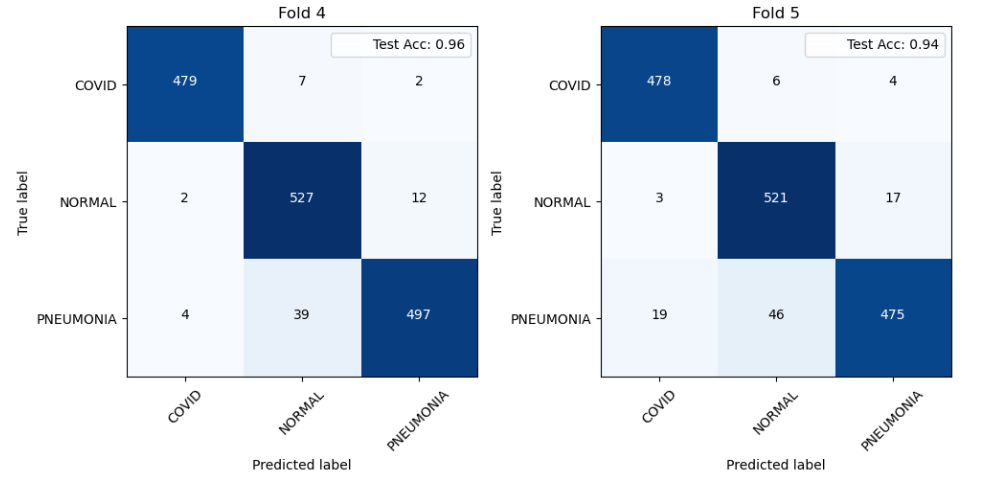 Fold 4
Test Acc: 0.96
True label
COVID 479 7 2
NORMAL 2 527 12
PNEUMONIA 4 39 497
COVID NORMAL PNEUMONIA
Predicted label
Fold 5
Test Acc: 0.94
True label
COVID 478 6 4
NORMAL 3 521 17
PNEUMONIA 19 46 475
COVID NORMAL PNEUMONIA
Predicted label